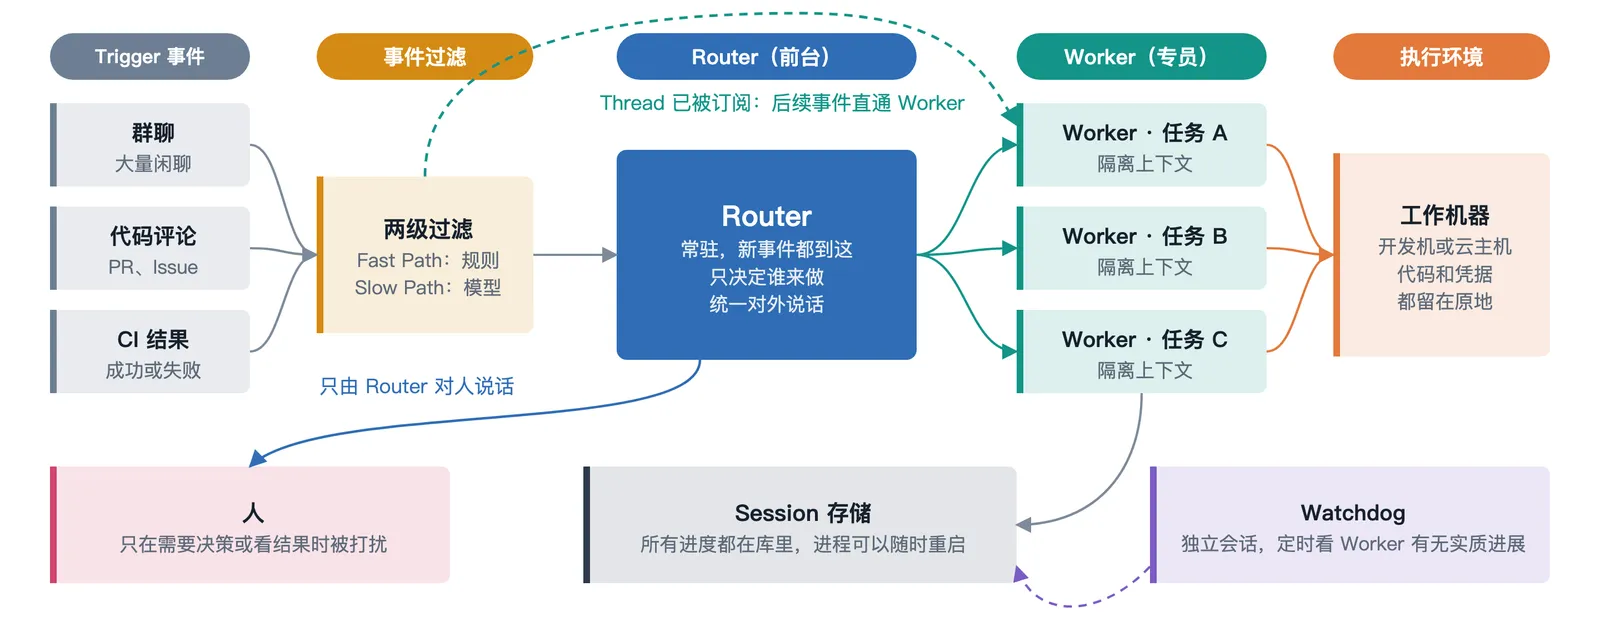 Trigger 事件
事件过滤
Router（前台）
Worker（专员）
执行环境
Thread 已被订阅：后续事件直通 Worker
群聊
大量闲聊
代码评论
PR、Issue
CI 结果
成功或失败
两级过滤
Fast Path：规则
Slow Path：模型
Router
常驻，新事件都到这
只决定谁来做
统一对外说话
Worker · 任务 A
隔离上下文
Worker · 任务 B
隔离上下文
Worker · 任务 C
隔离上下文
工作机器
开发机或云主机
代码和凭据
都留在原地
只由 Router 对人说话
人
只在需要决策或看结果时被打扰
Session 存储
所有进度都在库里，进程可以随时重启
Watchdog
独立会话，定时看 Worker 有无实质进展